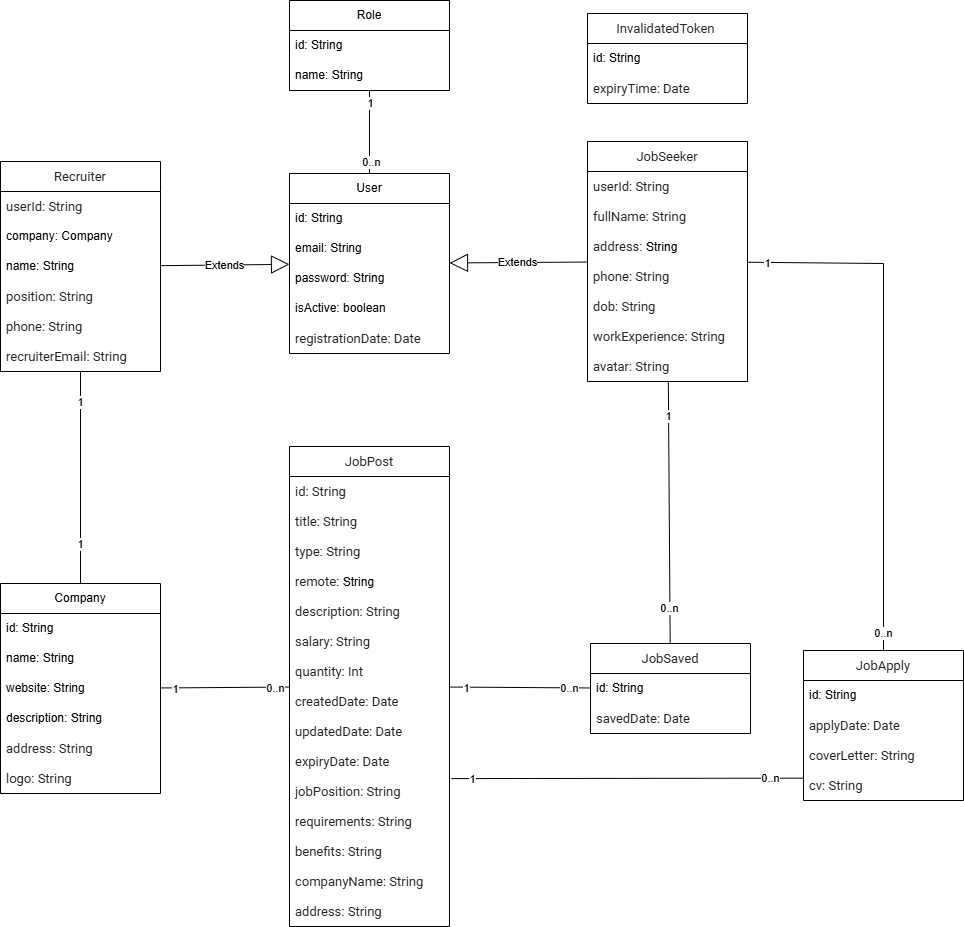 Role
id: String
name: String
1
0..n
InvalidatedToken
id: String
expiryTime: Date
Recruiter
userId: String
company: Company
name: String
position: String
phone: String
recruiterEmail: String
Extends
User
id: String
email: String
password: String
isActive: boolean
registrationDate: Date
Extends
JobSeeker
userId: String
fullName: String
address: String
phone: String
dob: String
workExperience: String
avatar: String
1
0..n
1
0..n
1
1
Company
id: String
name: String
website: String
description: String
address: String
logo: String
1
0..n
JobPost
id: String
title: String
type: String
remote: String
description: String
salary: String
quantity: Int
createdDate: Date
updatedDate: Date
expiryDate: Date
jobPosition: String
requirements: String
benefits: String
companyName: String
address: String
1
0..n
1
0..n
JobSaved
id: String
savedDate: Date
JobApply
id: String
applyDate: Date
coverLetter: String
cv: String